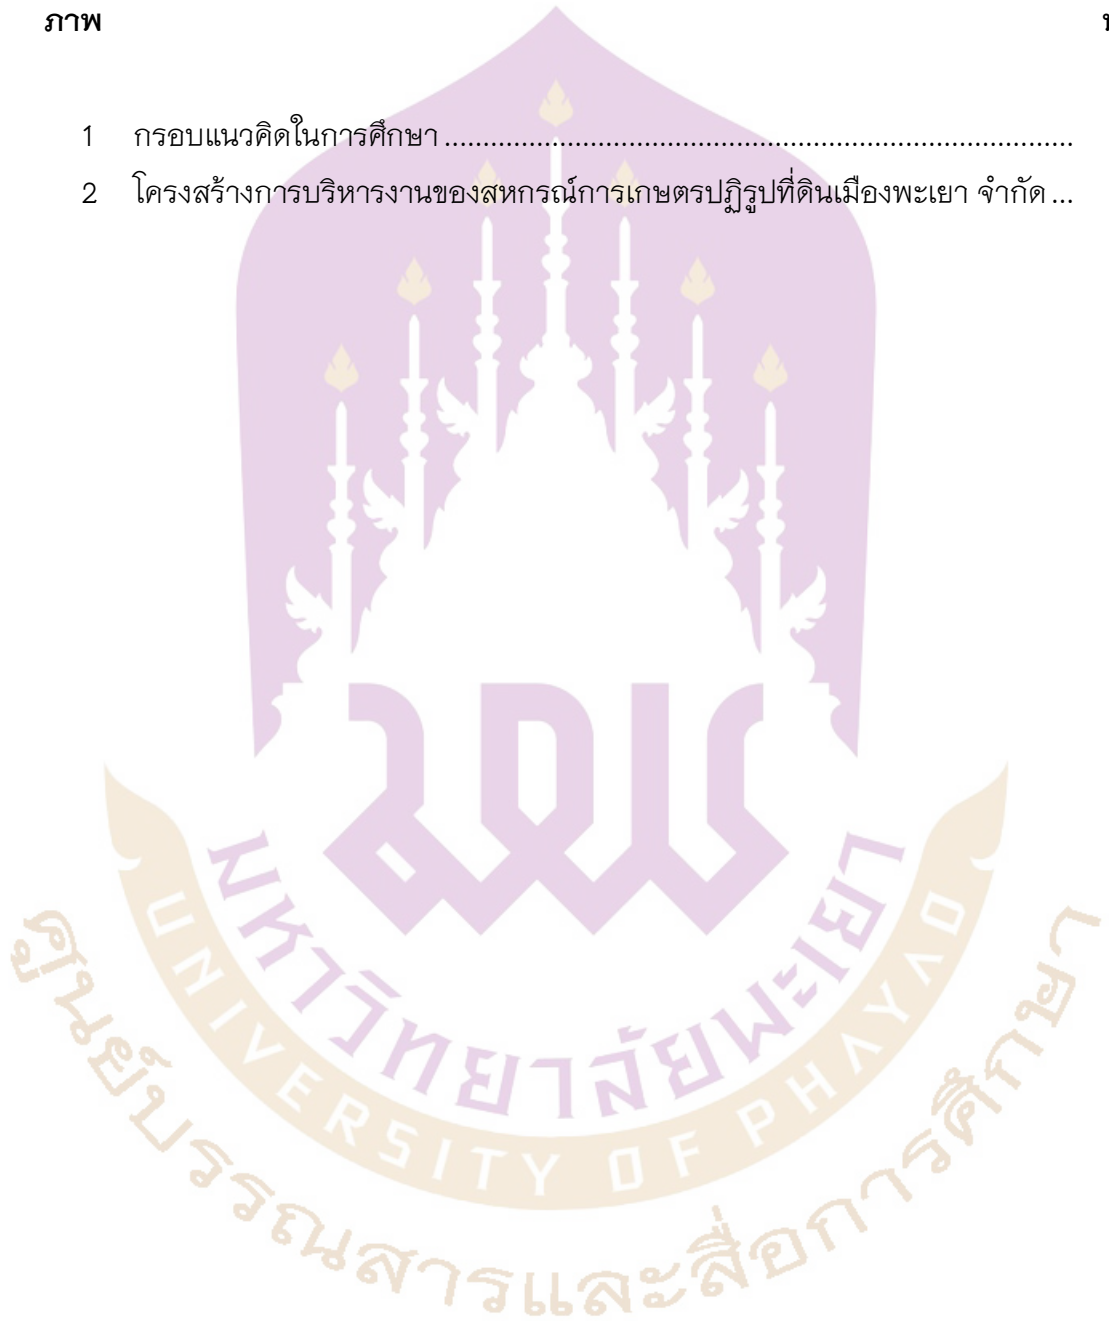 ภาพ
1 กรอบแนวคิดในการศึกษา ...........................................................................
2 โครงสร้างการบริหารงานของสหกรณ์การเกษตรปฏิรูปที่ดินเมืองพะเยา จำกัด ...
มหาวิทยาลัยพะเยา
UNIVERSITY OF PHAYAO
ศูนย์บรรณสารและสื่อการศึกษา